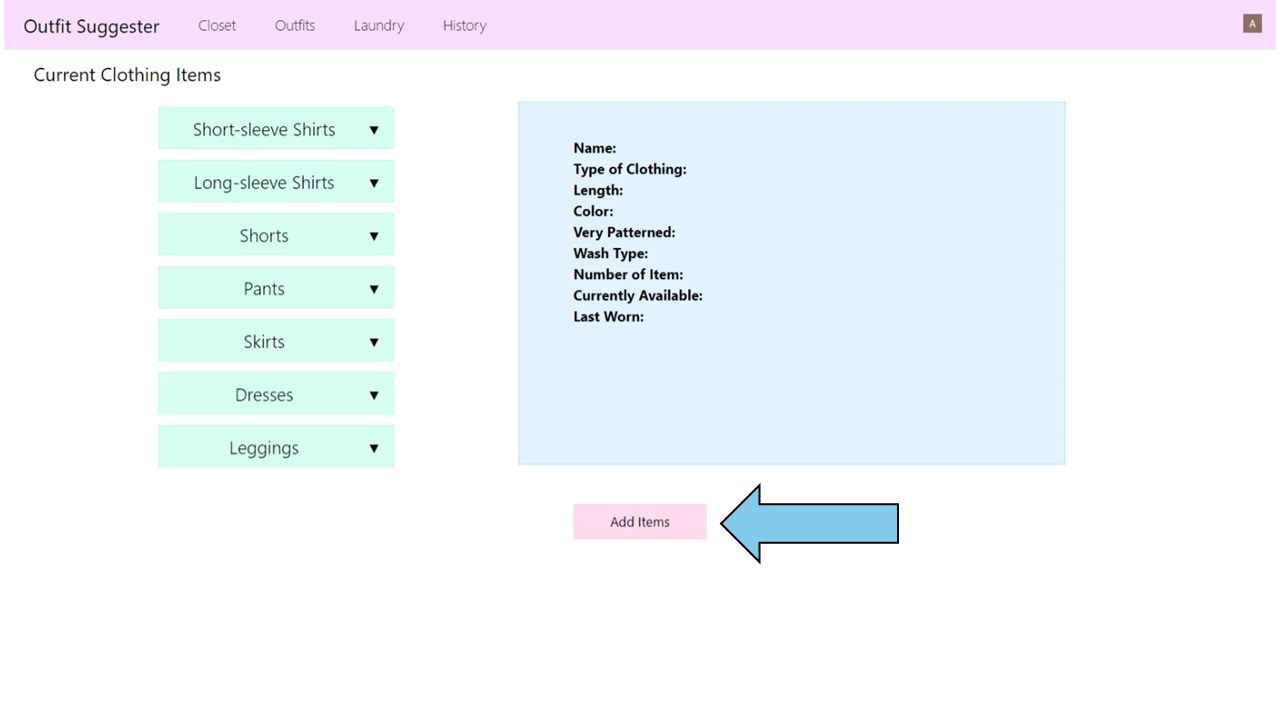 Outfit Suggester Closet Outfits Laundry History A
Current Clothing Items
Short-sleeve Shirts ▼
Long-sleeve Shirts ▼
Shorts ▼
Pants ▼
Skirts ▼
Dresses ▼
Leggings ▼
Name:
Type of Clothing:
Length:
Color:
Very Patterned:
Wash Type:
Number of Item:
Currently Available:
Last Worn:
Add Items